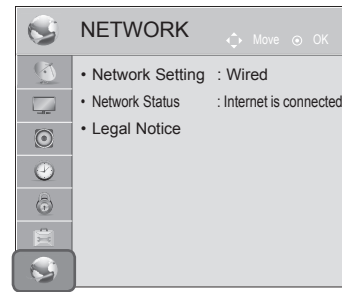 NETWORK Move OK
• Network Setting : Wired
• Network Status : Internet is connected
• Legal Notice